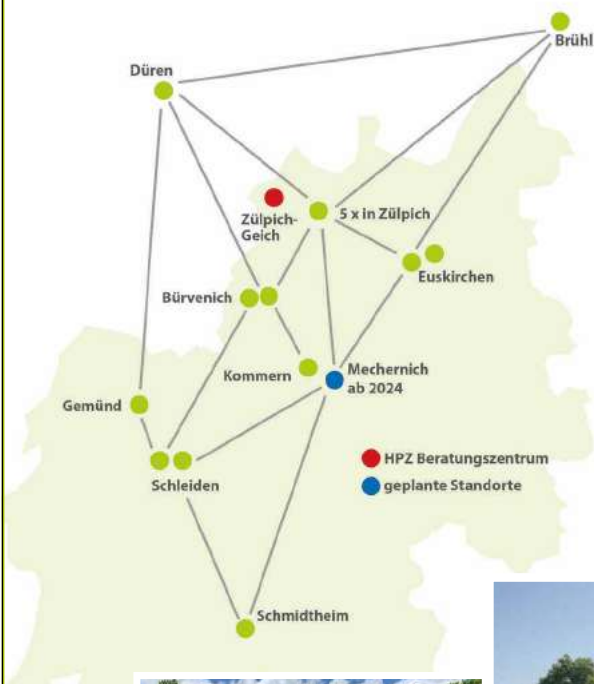 Brühl
Düren
Zülpich-
Geich
5 x in Zülpich
Euskirchen
Bürvenich
Kommern
Mechernich
ab 2024
Gemünd
HPZ Beratungszentrum
geplante Standorte
Schleiden
Schmidtheim